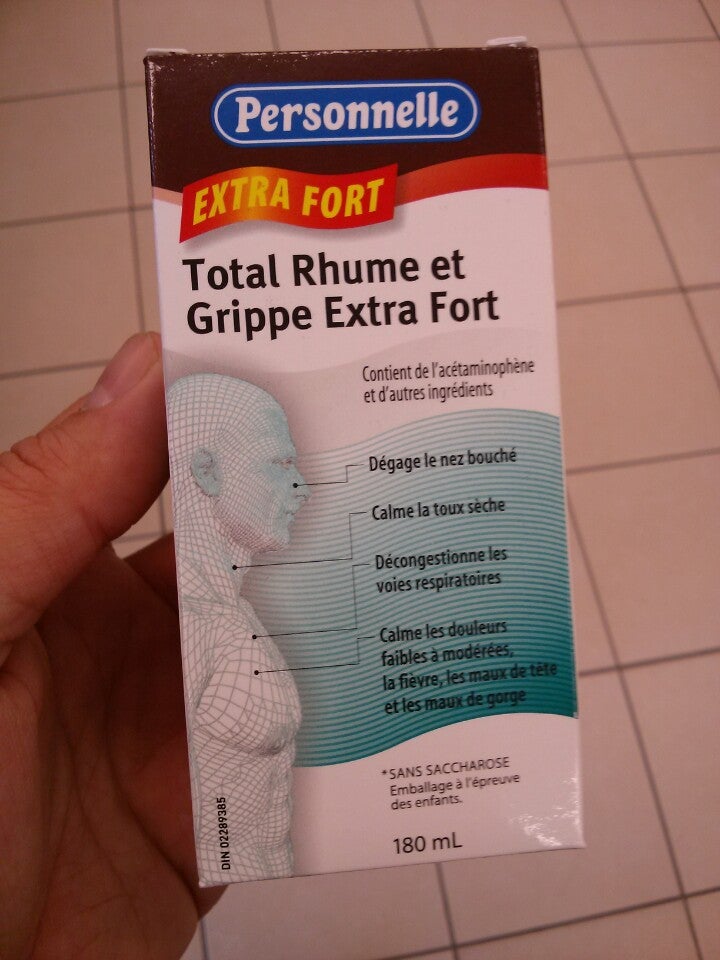 Personnelle
EXTRA FORT
Total Rhume et
Grippe Extra Fort
Contient de l'acétaminophène
et d'autres ingrédients
Dégage le nez bouché
Calme la toux sèche
Décongestionne les
voies respiratoires
Calme les douleurs
faibles à modérées,
la fièvre, les maux de tête
et les maux de gorge
*SANS SACCHAROSE
Emballage à l'épreuve
des enfants.
180 mL
DIN 02289385